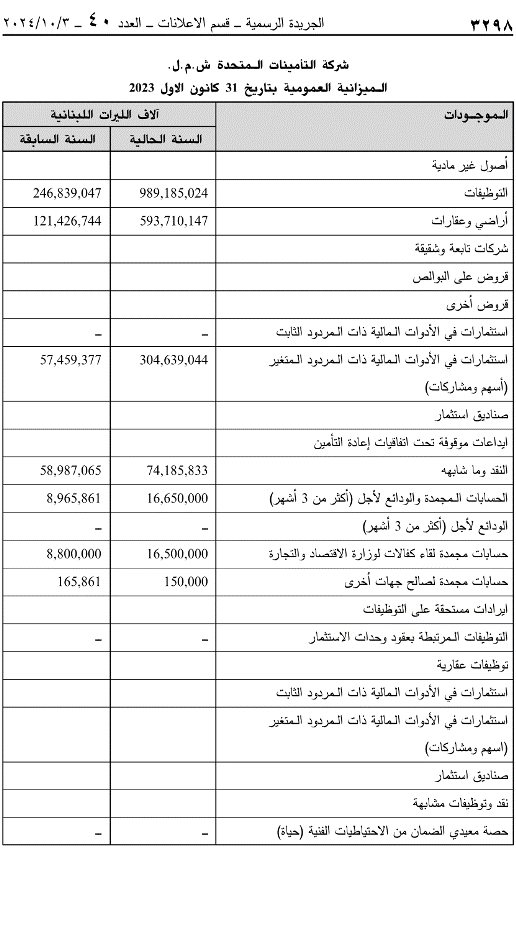 ٣٢٩٨ الجريدة الرسمية ـ قسم الاعلانات ـ العدد ٤٠ ـ ٢٠٢٤/١٠/٣
شركة التأمينات المتحدة ش.م.ل.
الميزانية العمومية بتاريخ 31 كانون الاول 2023
الموجودات آلاف الليرات اللبنانية
السنة الحالية السنة السابقة
أصول غير مادية
التوظيفات 989,185,024 246,839,047
أراضي وعقارات 593,710,147 121,426,744
شركات تابعة وشقيقة
قروض على البوالص
قروض أخرى
استثمارات في الأدوات المالية ذات المردود الثابت – –
استثمارات في الأدوات المالية ذات المردود المتغير 304,639,044 57,459,377
(أسهم ومشاركات)
صناديق استثمار
ايداعات موقوفة تحت اتفاقيات إعادة التأمين
النقد وما شابهه 74,185,833 58,987,065
الحسابات المجمدة والودائع لأجل (أكثر من 3 أشهر) 16,650,000 8,965,861
الودائع لأجل (أكثر من 3 أشهر) – –
حسابات مجمدة لقاء كفالات لوزارة الاقتصاد والتجارة 16,500,000 8,800,000
حسابات مجمدة لصالح جهات أخرى 150,000 165,861
ايرادات مستحقة على التوظيفات
التوظيفات المرتبطة بعقود وحدات الاستثمار – –
توظيفات عقارية
استثمارات في الأدوات المالية ذات المردود الثابت
استثمارات في الأدوات المالية ذات المردود المتغير
(اسهم ومشاركات)
صناديق استثمار
نقد وتوظيفات مشابهة
حصة معيدي الضمان من الاحتياطيات الفنية (حياة) – –